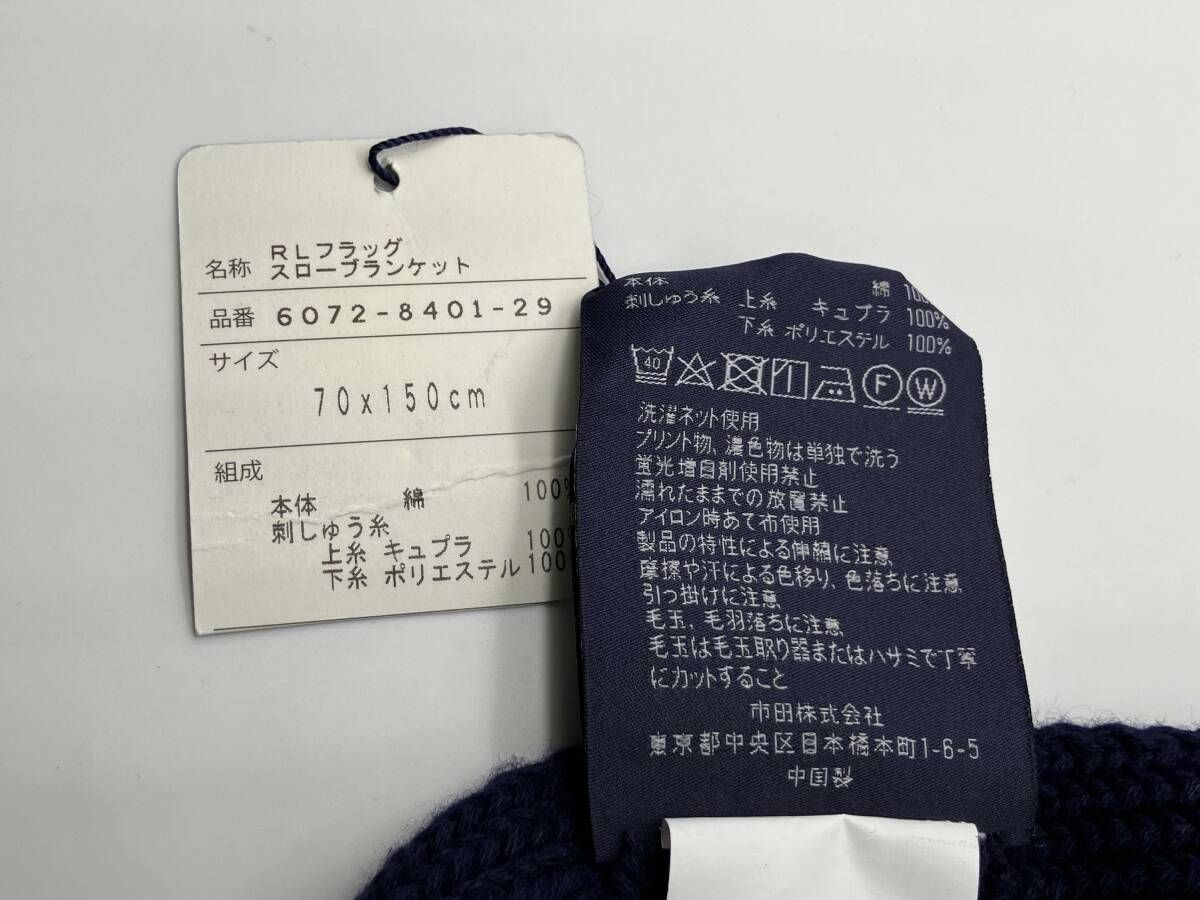 名称 RLフラッグ
スローブランケット
品番 6072-8401-29
サイズ
70x150cm
組成
本体 綿 100%
刺しゅう糸
上糸 キュプラ 100
下糸 ポリエステル 100
本体 綿 100
刺しゅう糸 上糸 キュプラ 100%
下糸 ポリエステル 100%
40 F W
洗濯ネット使用
プリント物、濃色物は単独で洗う
蛍光増白剤使用禁止
濡れたままでの放置禁止
アイロン時あて布使用
製品の特性による伸縮に注意
摩擦や汗による色移り、色落ちに注意
引っ掛けに注意
毛玉、毛羽落ちに注意
毛玉は毛玉取り器またはハサミで丁寧
にカットすること
市田株式会社
東京都中央区日本橋本町1-6-5
中国製